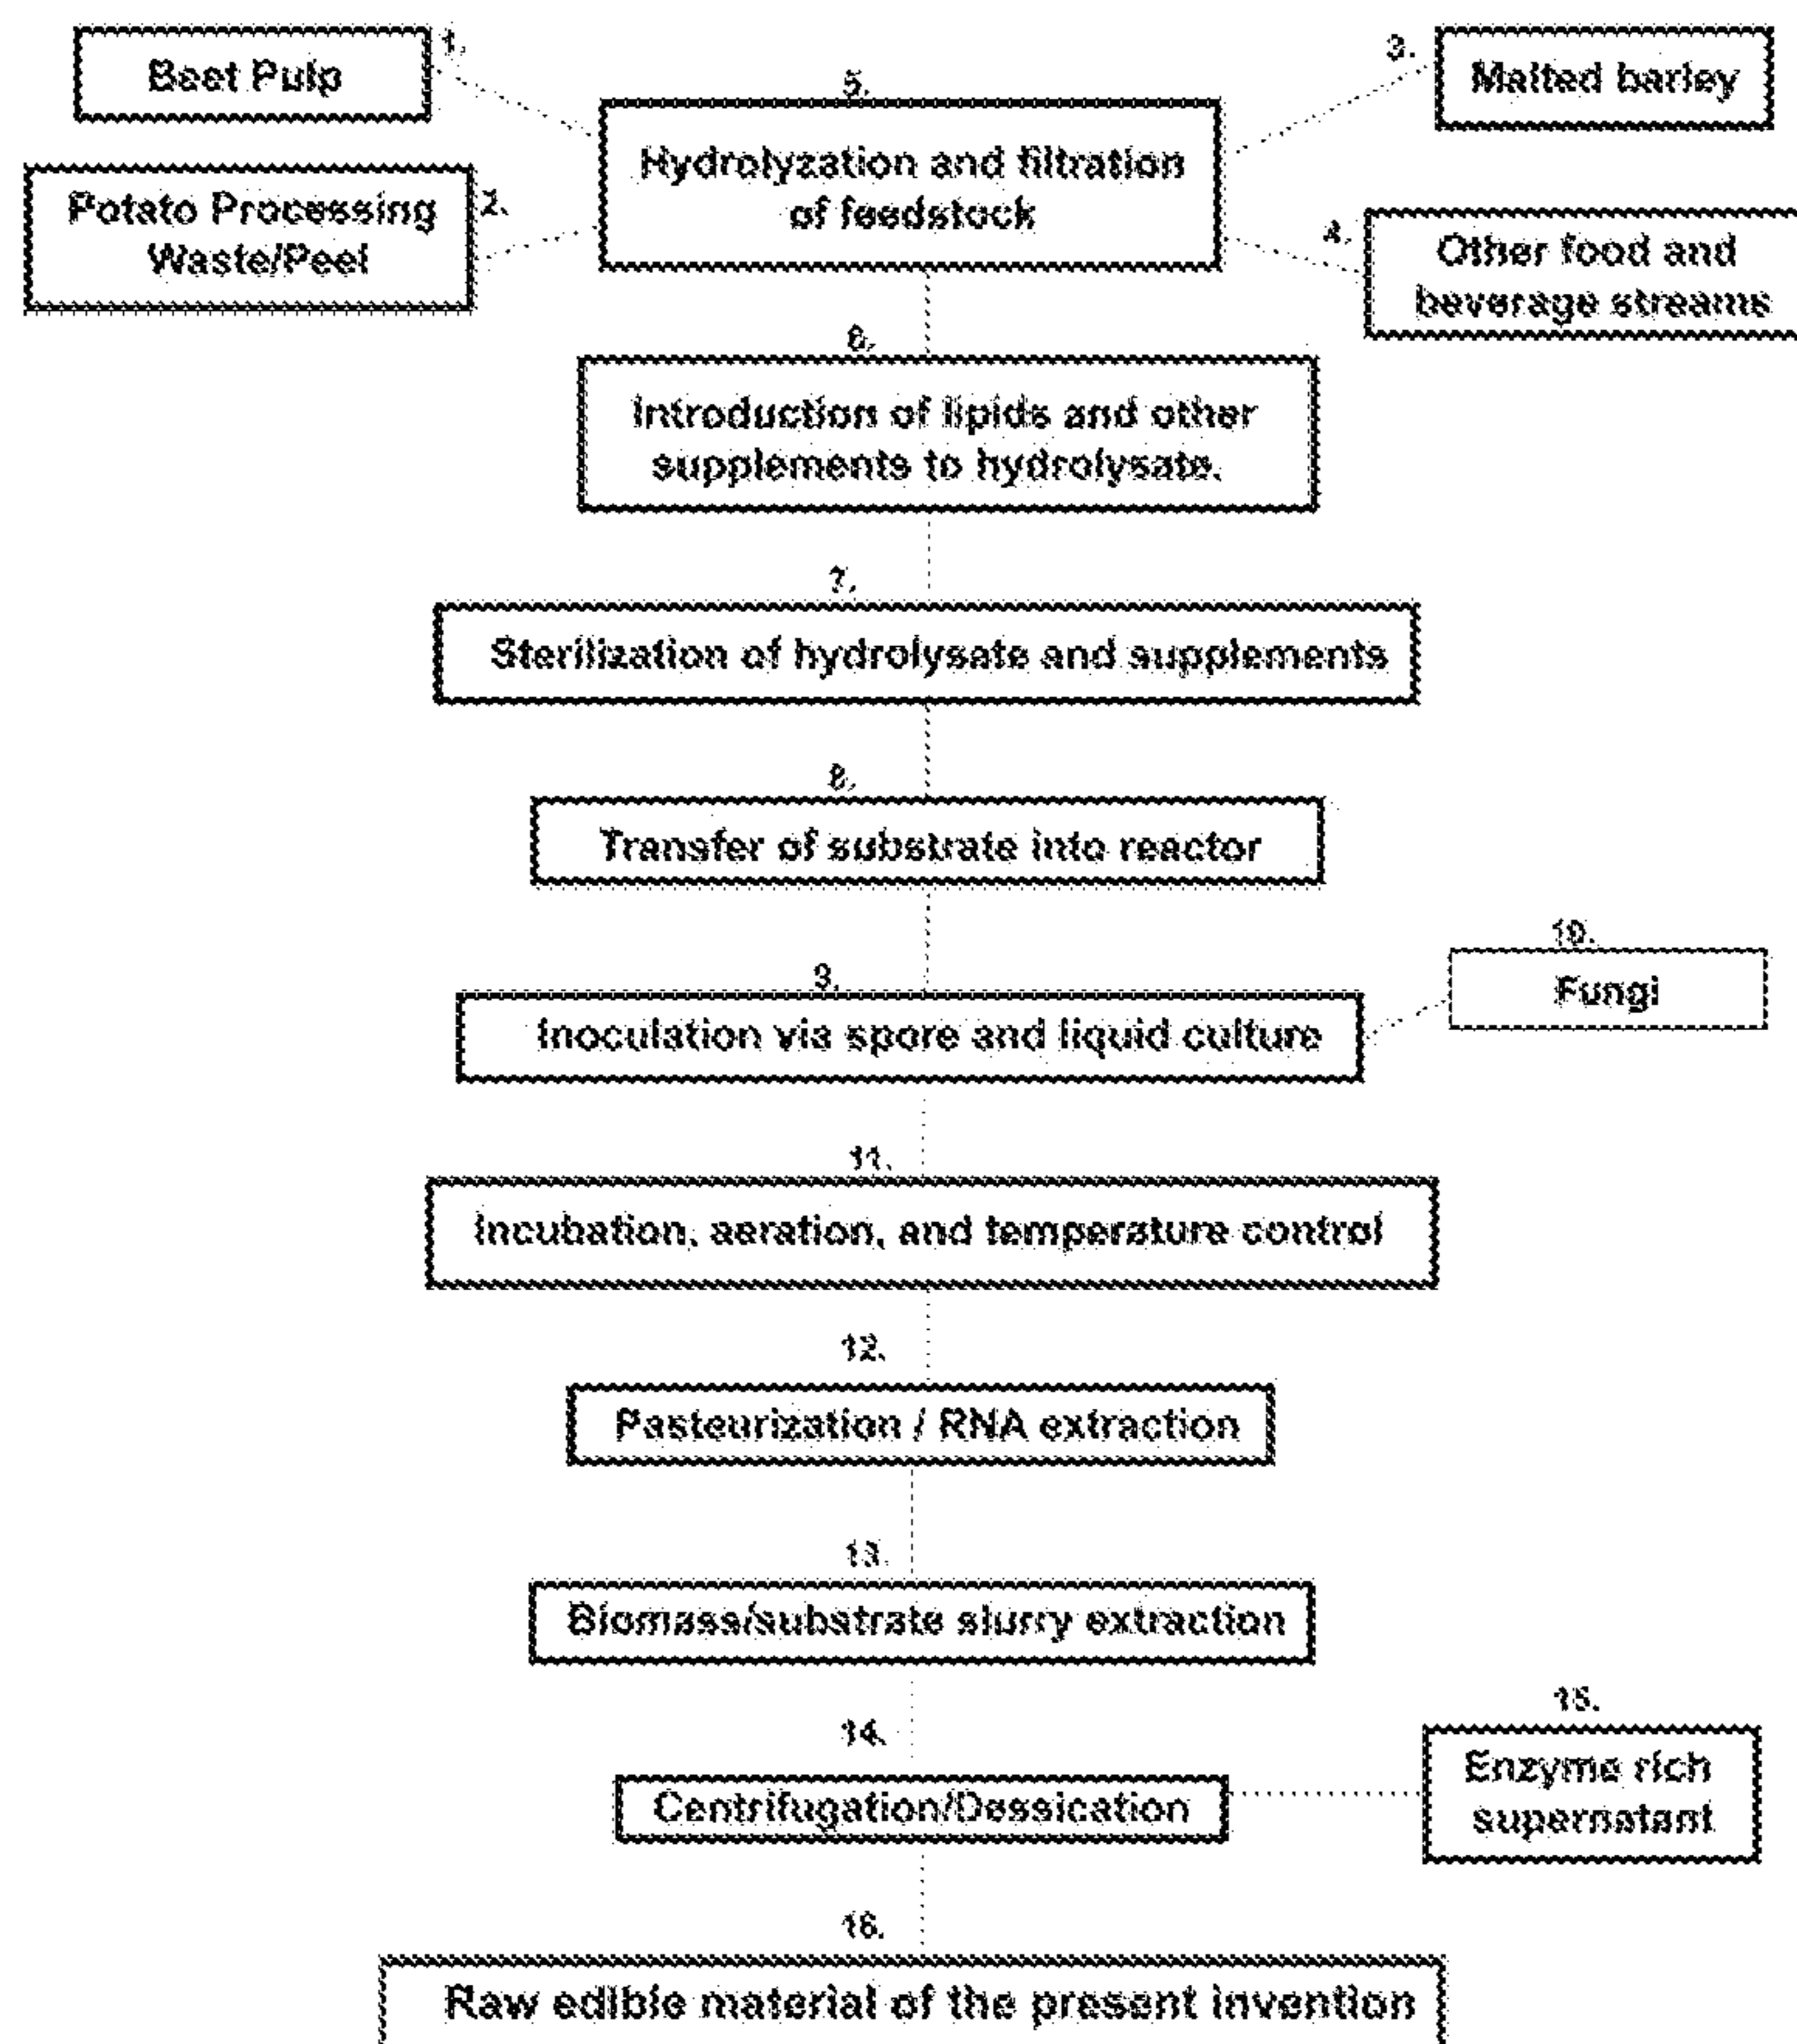 1.
Beet Pulp
2.
Potato Processing
Waste/Peel
3.
Malted barley
4.
Other food and
beverage streams
5.
Hydrolyzation and filtration
of feedstock
6.
Introduction of lipids and other
supplements to hydrolysate.
7.
Sterilization of hydrolysate and supplements
8.
Transfer of substrate into reactor
9.
Inoculation via spore and liquid culture
10.
Fungi
11.
Incubation, aeration, and temperature control
12.
Pasteurization / RNA extraction
13.
Biomass/substrate slurry extraction
14.
Centrifugation/Dessication
15.
Enzyme rich
supernatant
16.
Raw edible material of the present invention